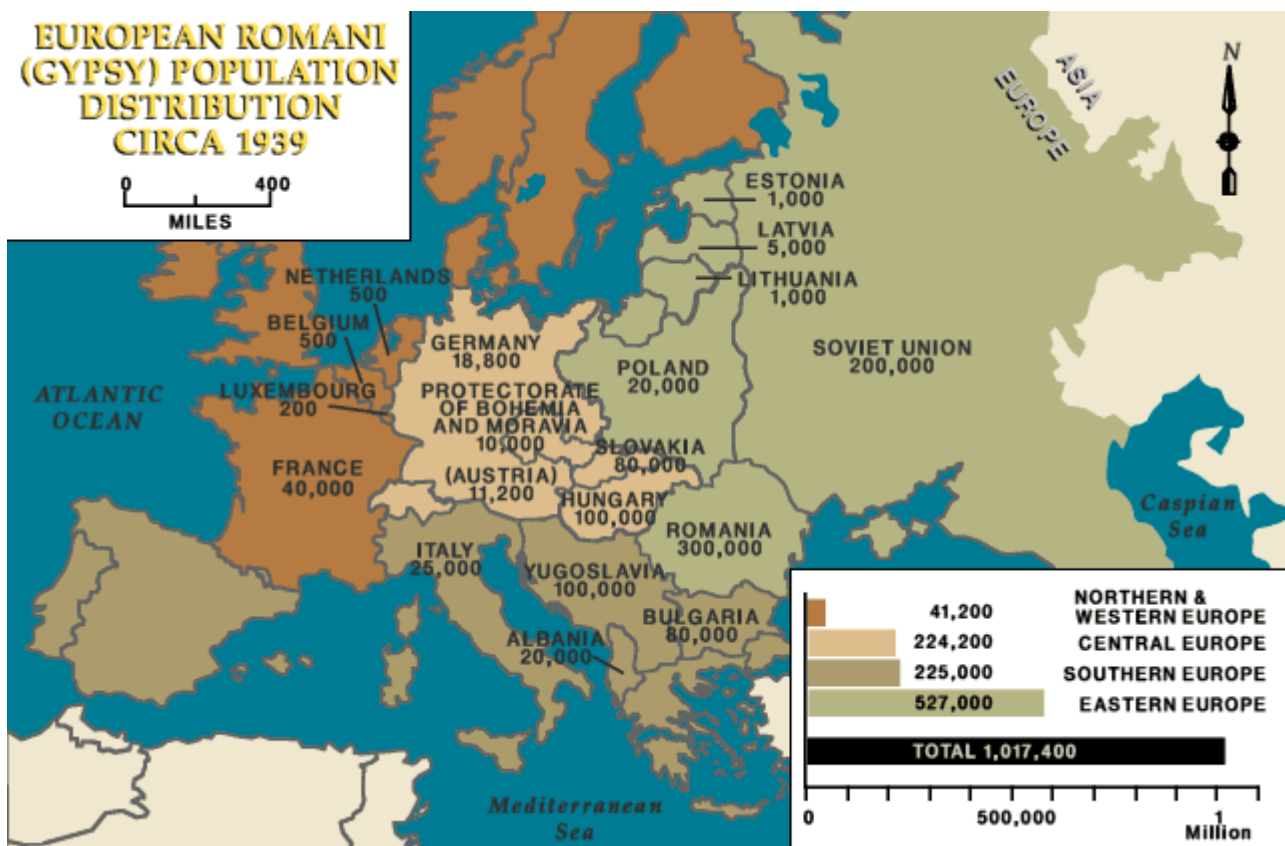 EUROPEAN ROMANI
(GYPSY) POPULATION
DISTRIBUTION
CIRCA 1939
0 400
MILES
N
ASIA
EUROPE
ESTONIA
1,000
LATVIA
5,000
LITHUANIA
1,000
NETHERLANDS
500
BELGIUM
500
LUXEMBOURG
200
GERMANY
18,800
PROTECTORATE
OF BOHEMIA
AND MORAVIA
10,000
(AUSTRIA)
11,200
POLAND
20,000
SOVIET UNION
200,000
SLOVAKIA
80,000
HUNGARY
100,000
ROMANIA
300,000
ATLANTIC
OCEAN
FRANCE
40,000
ITALY
25,000
YUGOSLAVIA
100,000
BULGARIA
80,000
ALBANIA
20,000
Caspian
Sea
Mediterranean
Sea
41,200 NORTHERN &
WESTERN EUROPE
224,200 CENTRAL EUROPE
225,000 SOUTHERN EUROPE
527,000 EASTERN EUROPE
TOTAL 1,017,400
0 500,000 1
Million